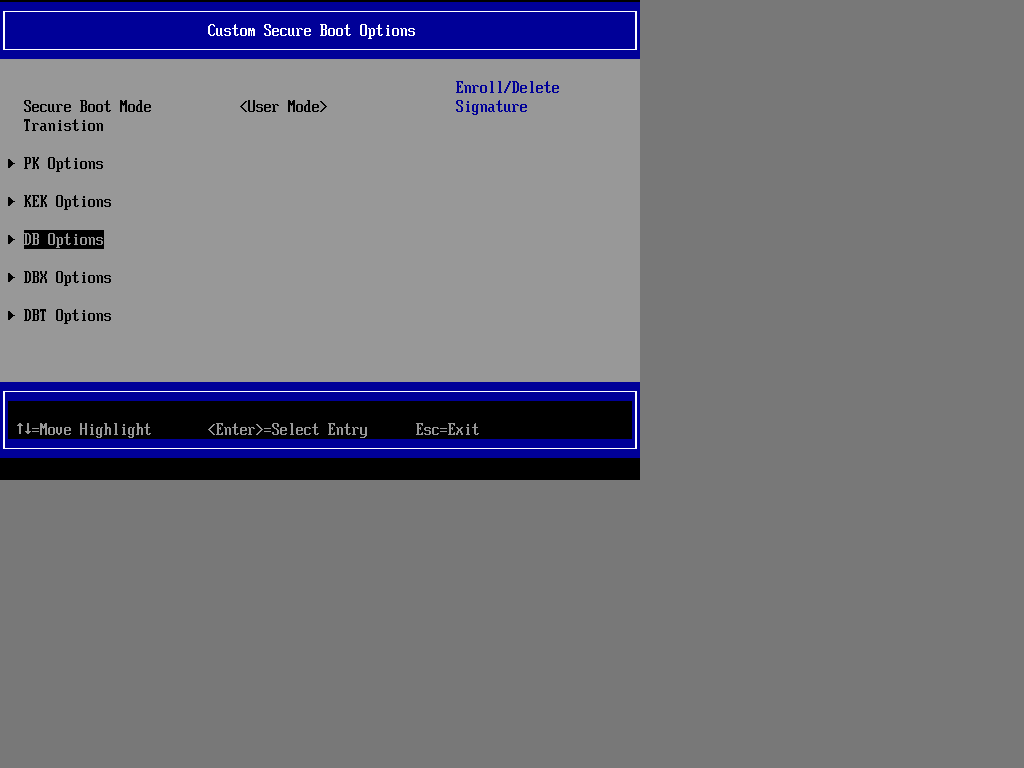 Custom Secure Boot Options
Enroll/Delete
Secure Boot Mode <User Mode> Signature
Tranistion
PK Options
KEK Options
DB Options
DBX Options
DBT Options
↑↓=Move Highlight <Enter>=Select Entry Esc=Exit